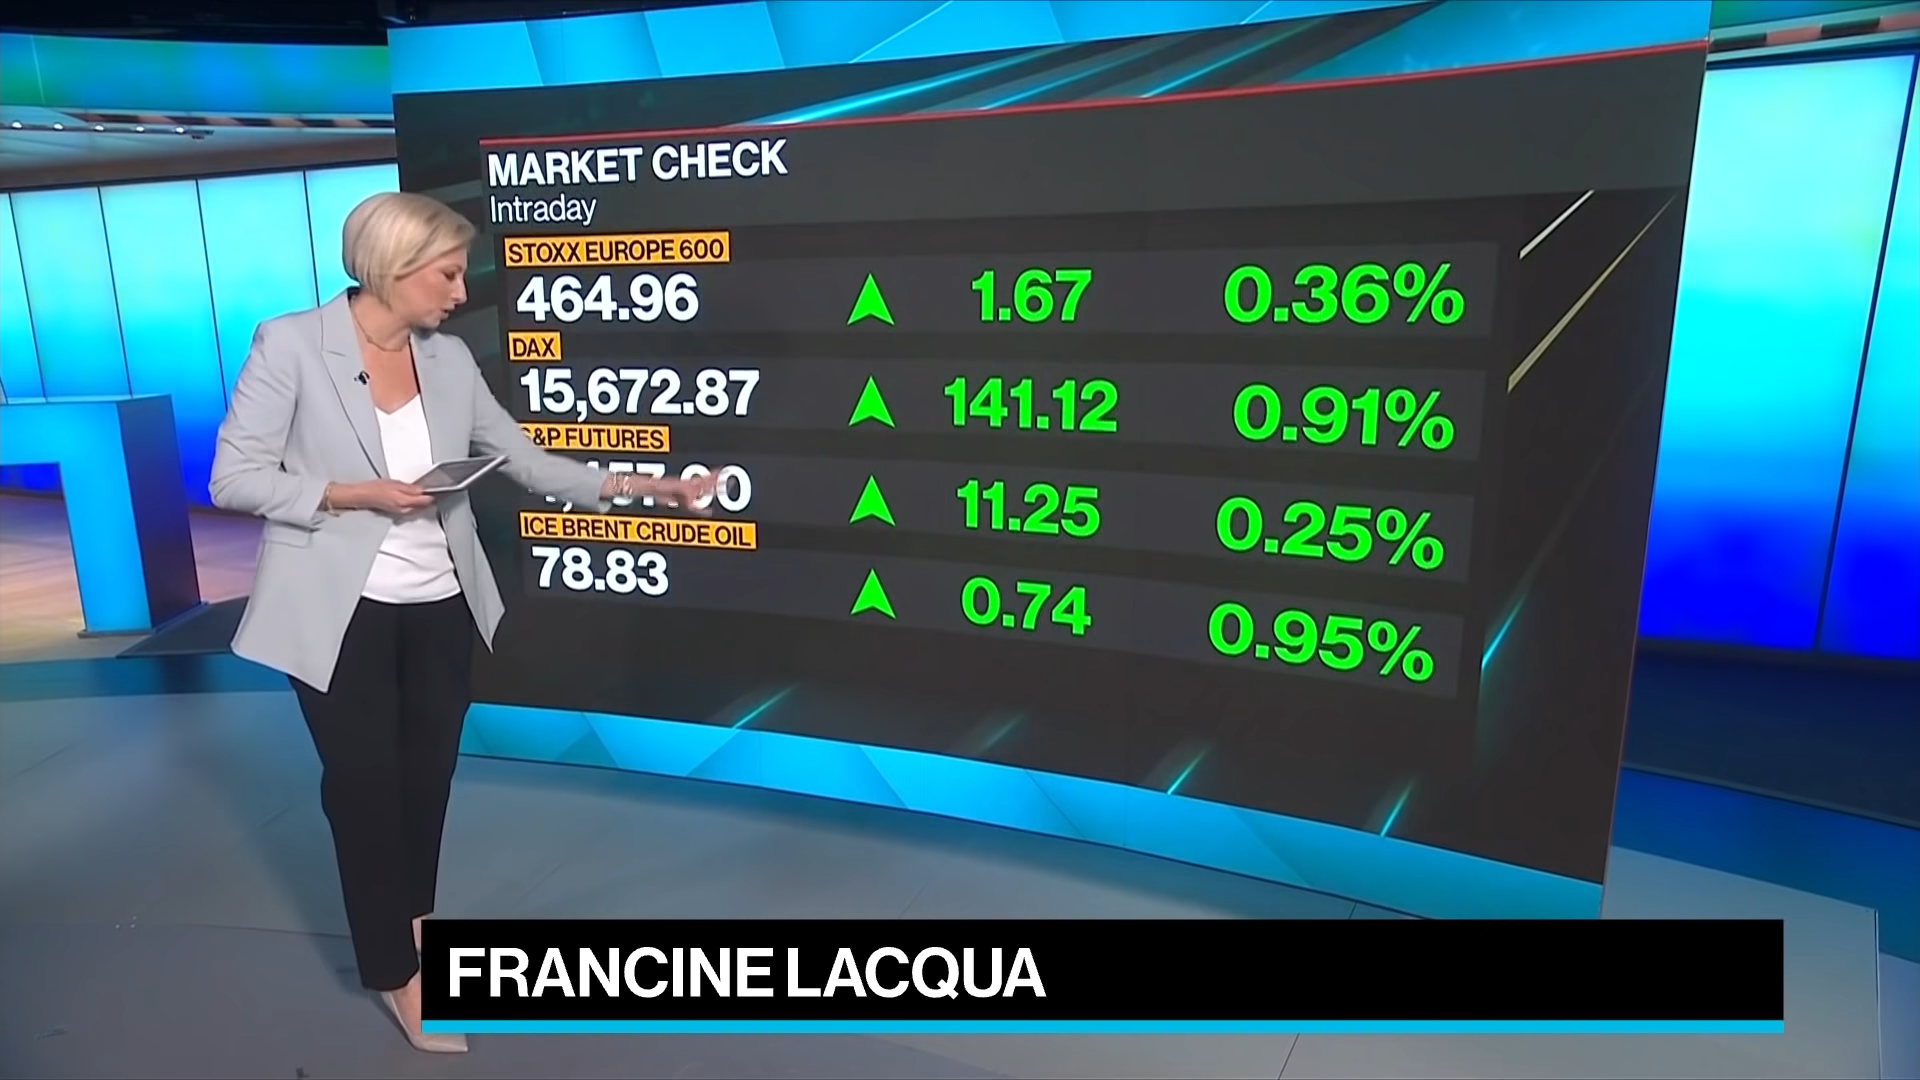 MARKET CHECK
Intraday
STOXX EUROPE 600
464.96 1.67 0.36%
DAX
15,672.87 141.12 0.91%
S&P FUTURES
11.25 0.25%
ICE BRENT CRUDE OIL
78.83 0.74 0.95%
FRANCINE LACQUA